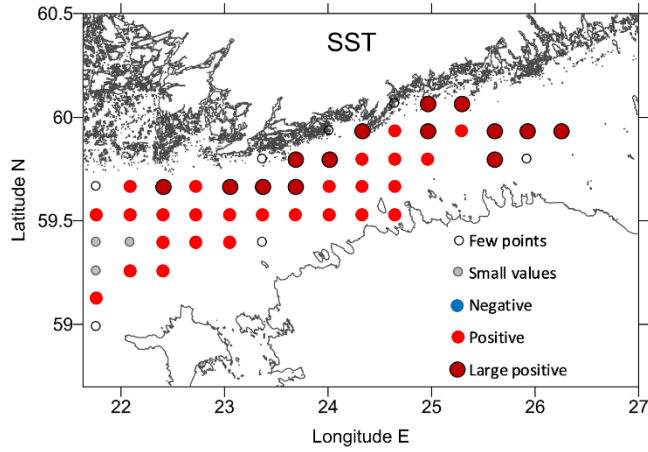 60.5
SST
60
59.5
59
Latitude N
Few points
Small values
Negative
Positive
Large positive
22 23 24 25 26 27
Longitude E